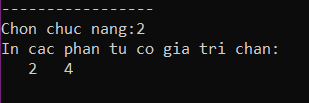 -----------------
Chon chuc nang:2
In cac phan tu co gia tri chan:
   2   4